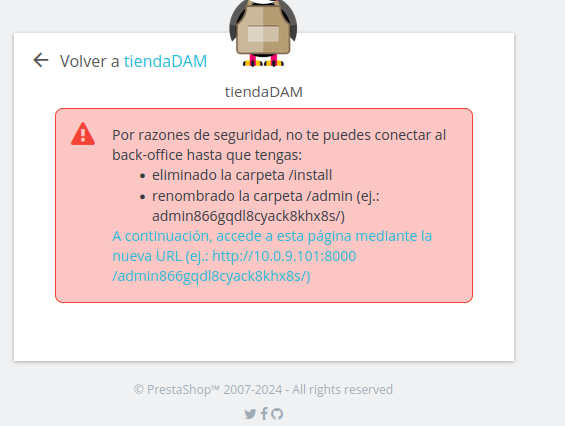 ← Volver a tiendaDAM
tiendaDAM
Por razones de seguridad, no te puedes conectar al
back-office hasta que tengas:
• eliminado la carpeta /install
• renombrado la carpeta /admin (ej.:
admin866gqdl8cyack8khx8s/)
A continuación, accede a esta página mediante la
nueva URL (ej.: http://10.0.9.101:8000
/admin866gqdl8cyack8khx8s/)
© PrestaShop™ 2007-2024 - All rights reserved